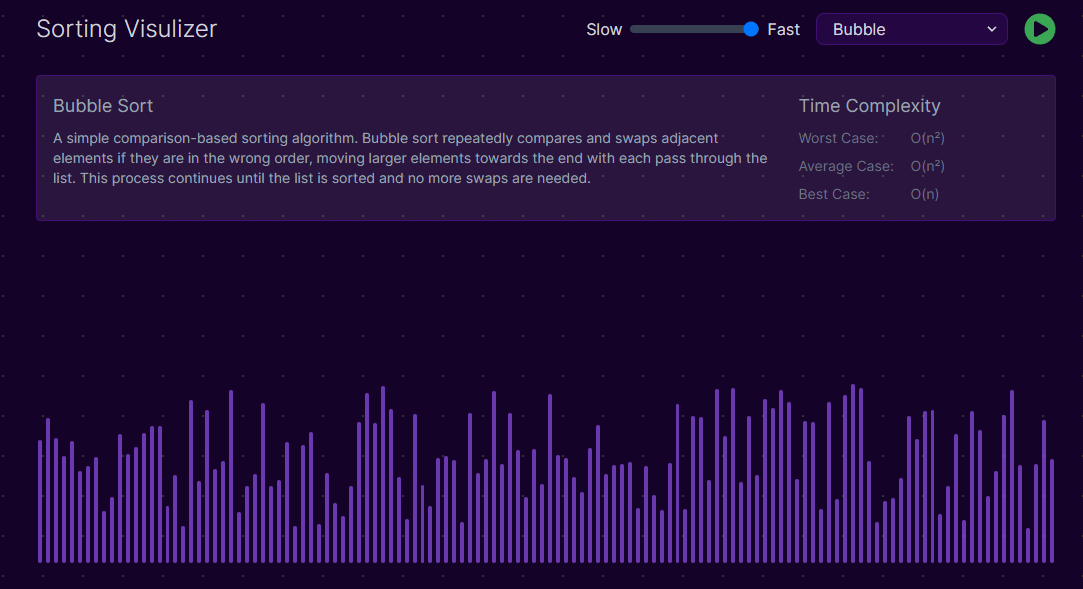 Sorting Visulizer
Slow
Fast
Bubble
Bubble Sort
A simple comparison-based sorting algorithm. Bubble sort repeatedly compares and swaps adjacent
elements if they are in the wrong order, moving larger elements towards the end with each pass through the
list. This process continues until the list is sorted and no more swaps are needed.
Time Complexity
Worst Case: O(n²)
Average Case: O(n²)
Best Case: O(n)